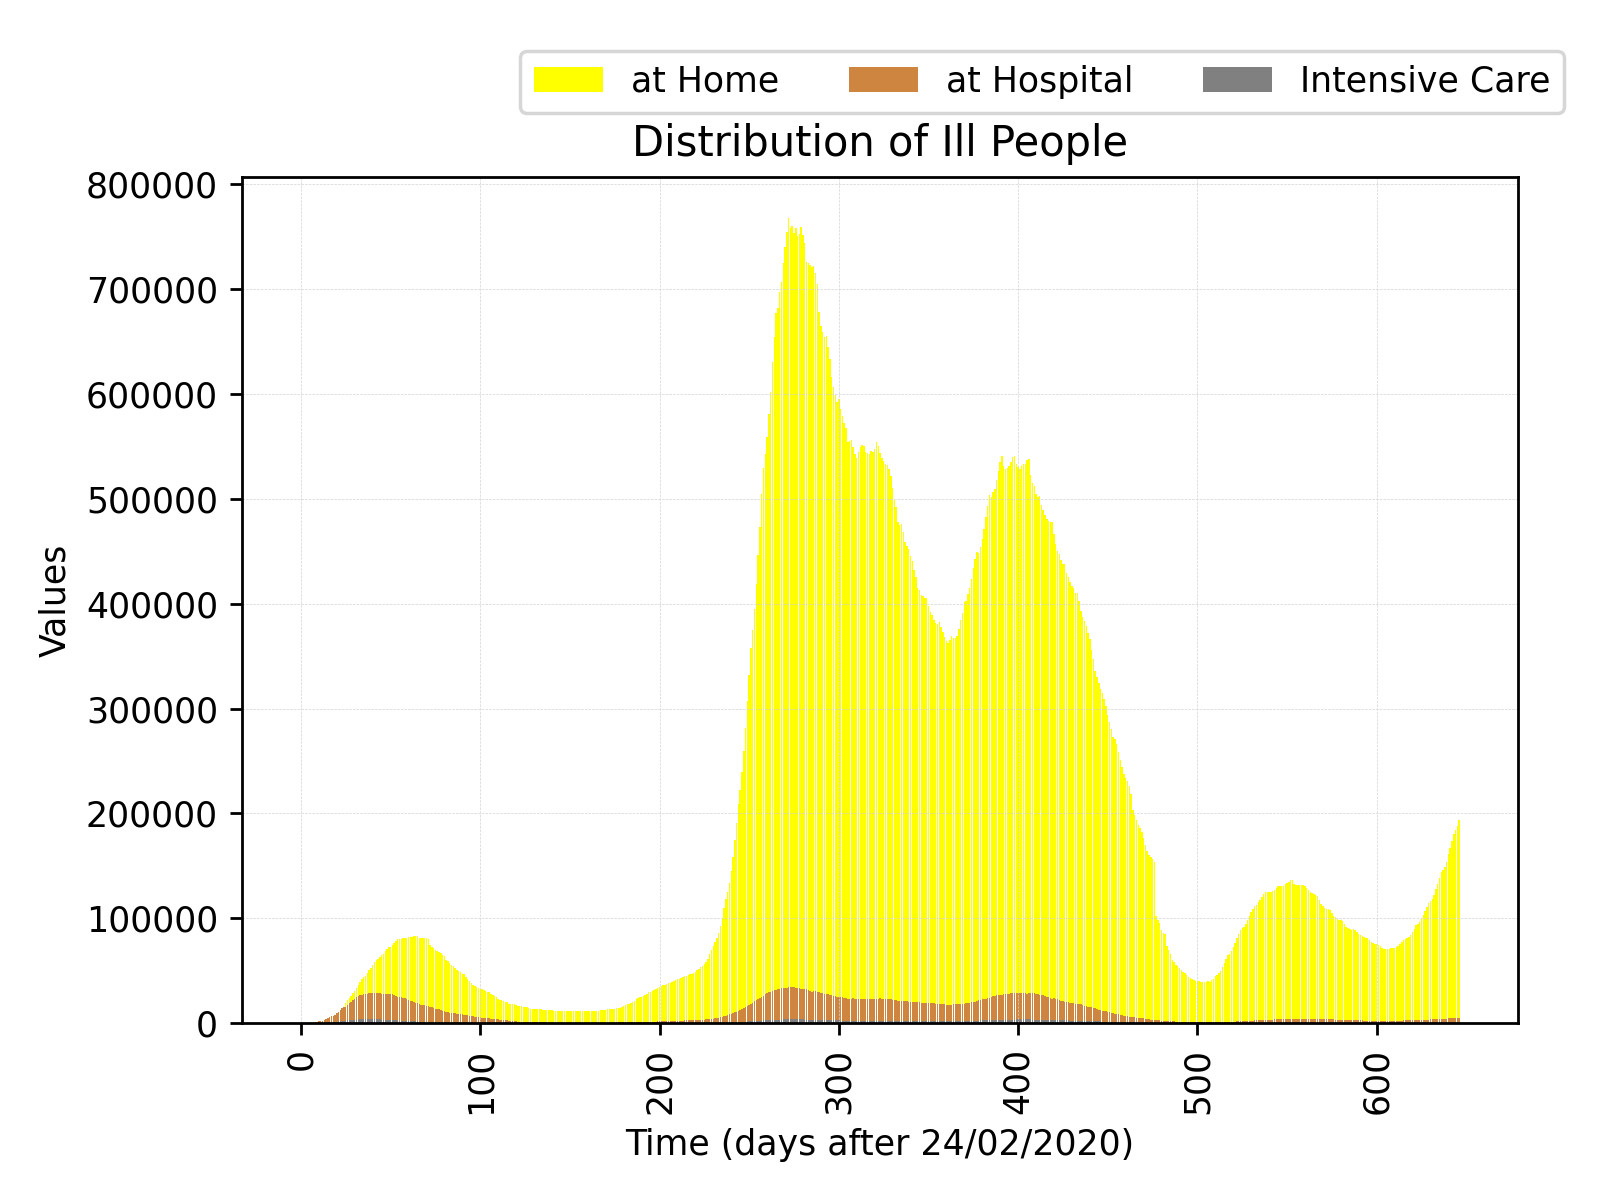 at Home at Hospital Intensive Care
Distribution of Ill People
800000
700000
600000
500000
400000
300000
200000
100000
0
Values
0 100 200 300 400 500 600
Time (days after 24/02/2020)